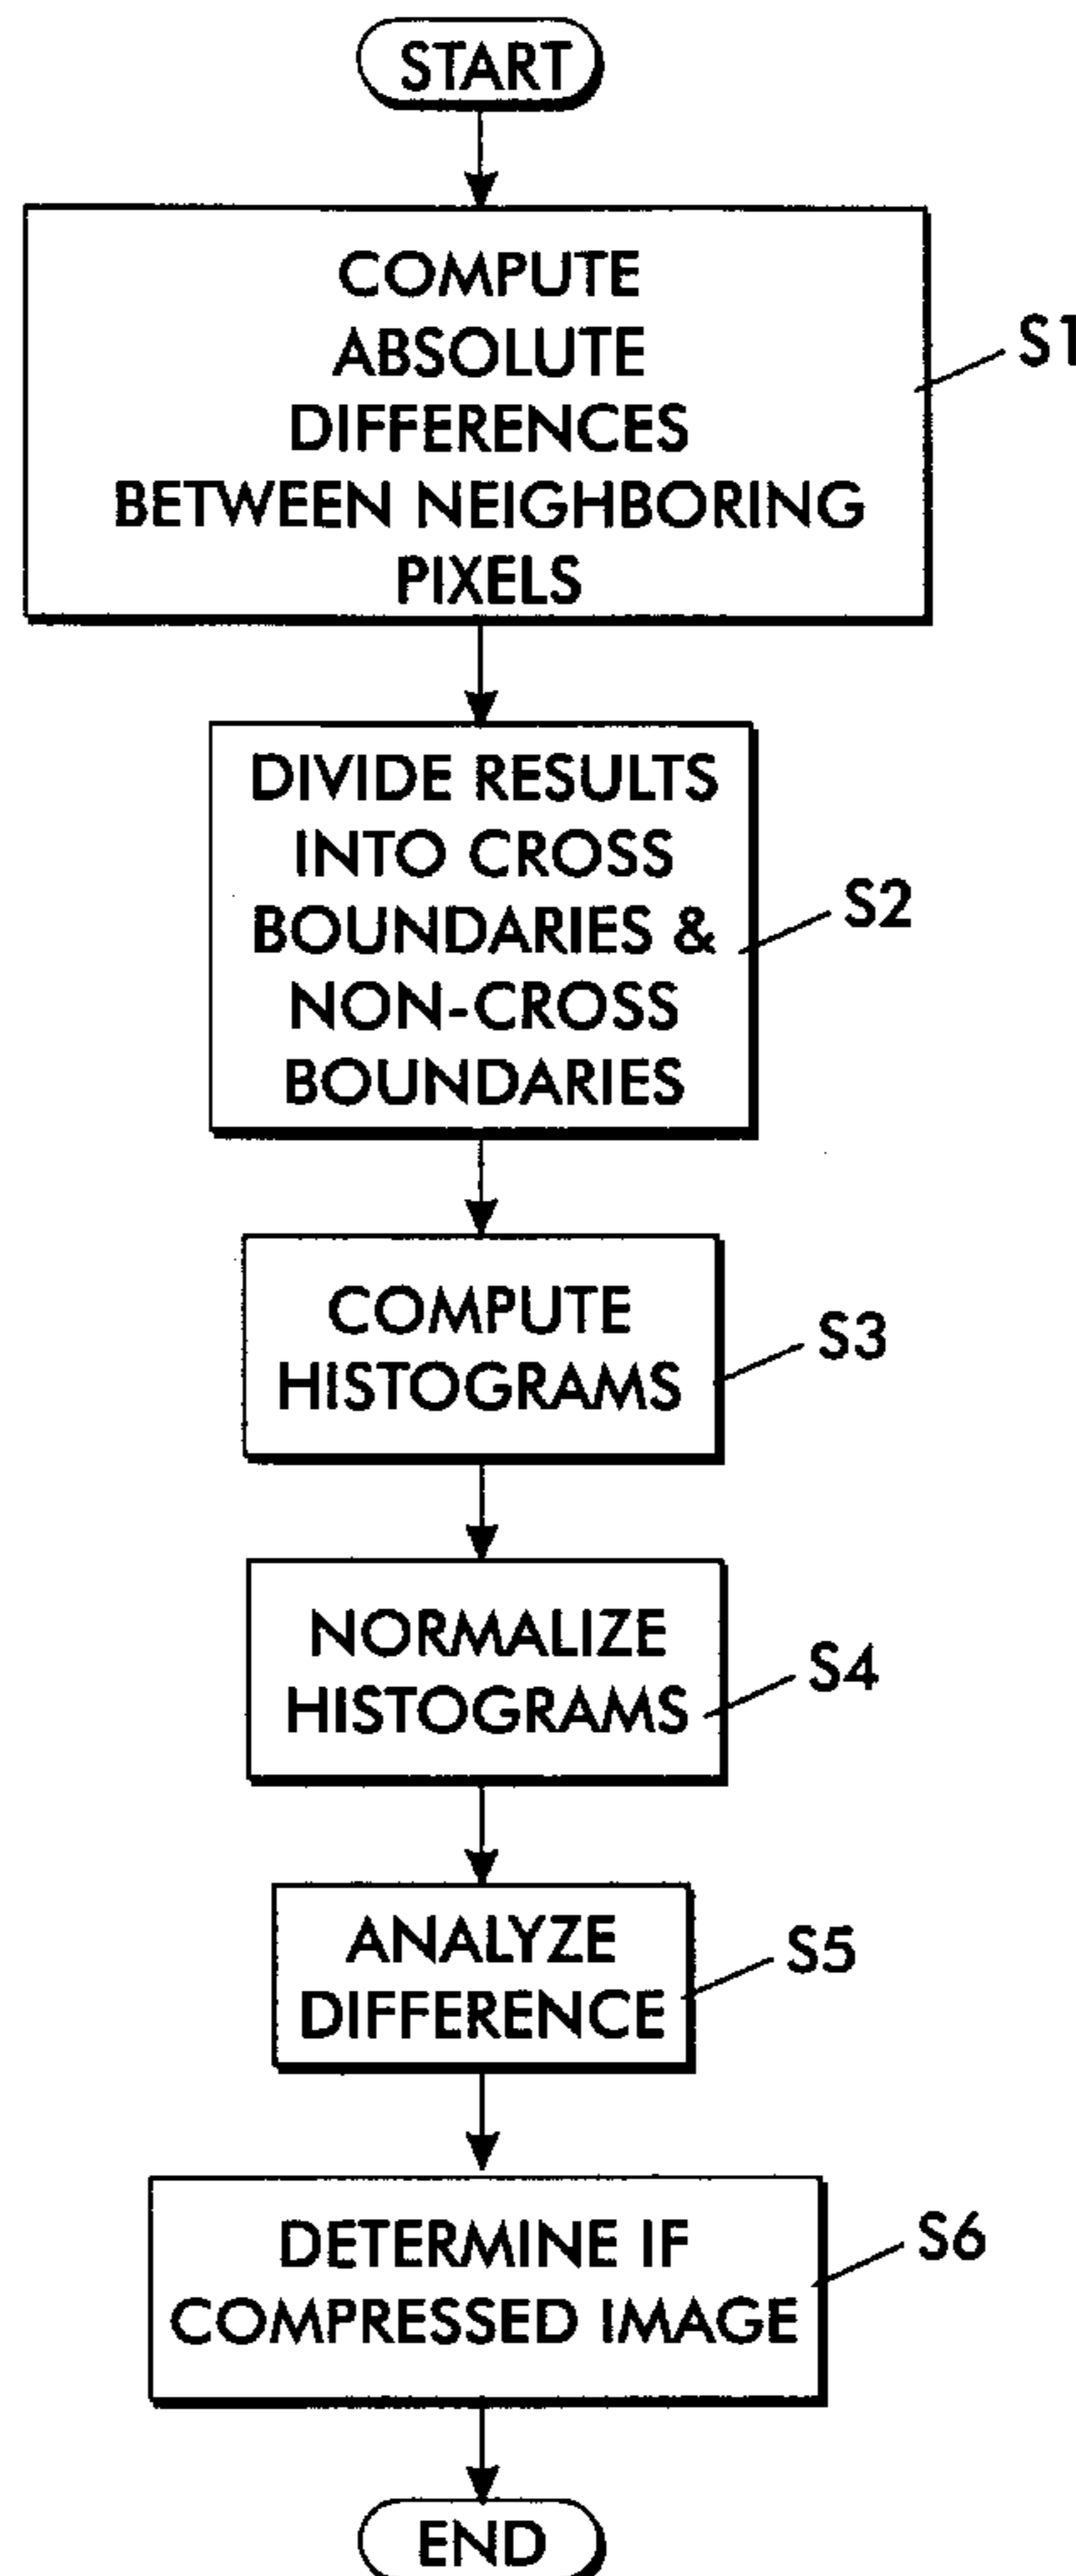 START
COMPUTE
ABSOLUTE
DIFFERENCES
BETWEEN NEIGHBORING
PIXELS
S1
DIVIDE RESULTS
INTO CROSS
BOUNDARIES &
NON-CROSS
BOUNDARIES
S2
COMPUTE
HISTOGRAMS
S3
NORMALIZE
HISTOGRAMS
S4
ANALYZE
DIFFERENCE
S5
DETERMINE IF
COMPRESSED IMAGE
S6
END